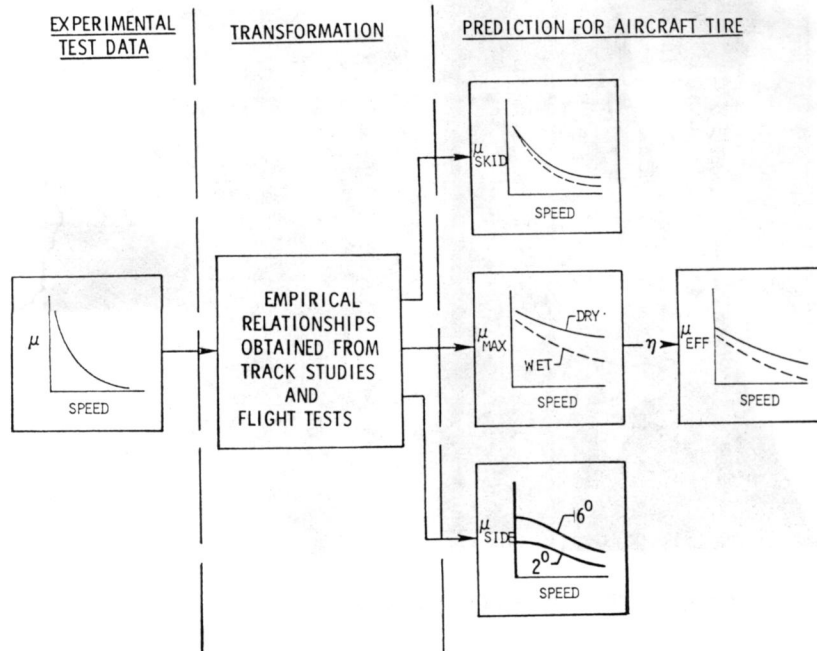 EXPERIMENTAL
TEST DATA
TRANSFORMATION
PREDICTION FOR AIRCRAFT TIRE
μ
SPEED
EMPIRICAL
RELATIONSHIPS
OBTAINED FROM
TRACK STUDIES
AND
FLIGHT TESTS
μ
SKID
SPEED
μ
MAX
DRY
WET
SPEED
η
μ
EFF
SPEED
μ
SIDE
6°
2°
SPEED